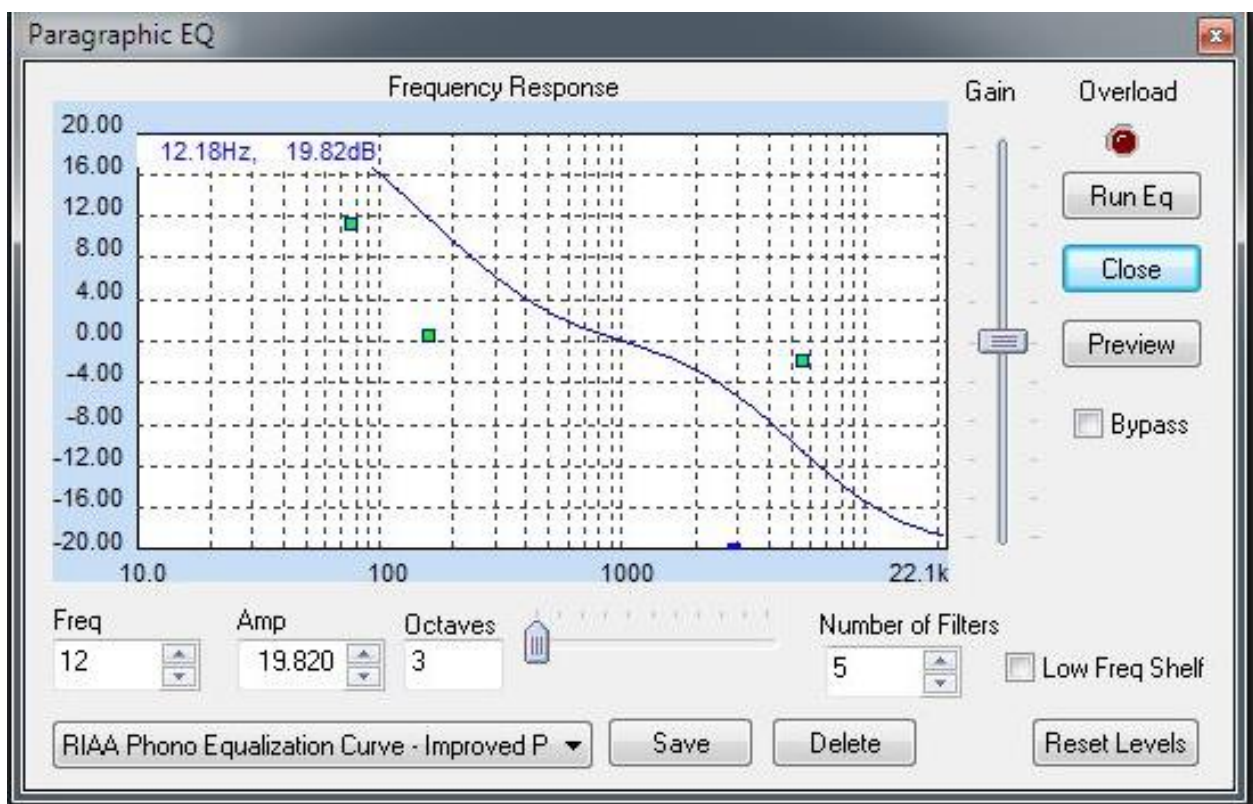 Paragraphic EQ
Frequency Response
Gain
Overload
20.00
12.18Hz, 19.82dB
16.00
12.00
8.00
4.00
0.00
-4.00
-8.00
-12.00
-16.00
-20.00
10.0 100 1000 22.1k
Run Eq
Close
Preview
Bypass
Freq Amp Octaves Number of Filters
12 19.820 3 5
Low Freq Shelf
RIAA Phono Equalization Curve - Improved P Save Delete Reset Levels